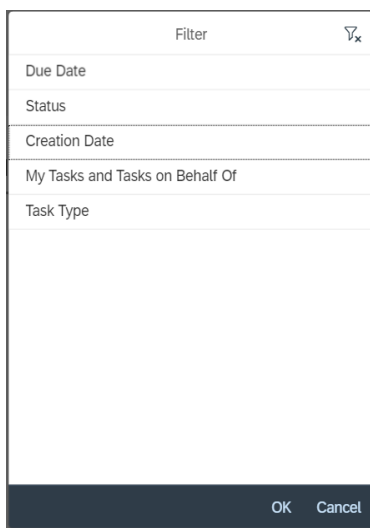 Filter
Due Date
Status
Creation Date
My Tasks and Tasks on Behalf Of
Task Type
OK Cancel